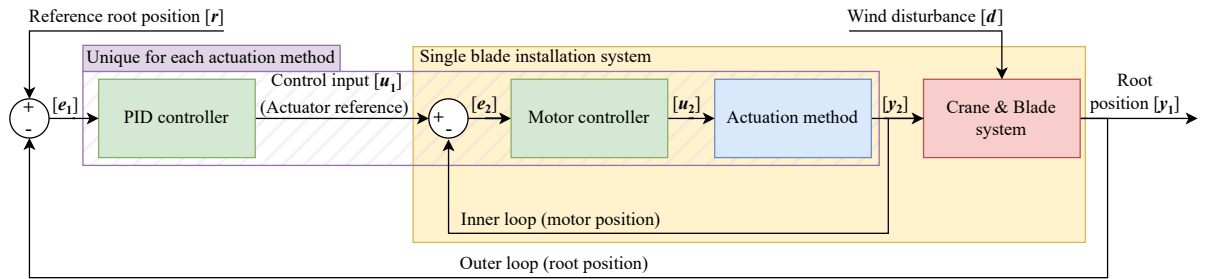 Reference root position [r]
Wind disturbance [d]
Unique for each actuation method
Single blade installation system
Control input [u₁]
(Actuator reference)
Root
position [y₁]
+
-
[e₁]
PID controller
+
-
[e₂]
Motor controller
[u₂]
Actuation method
[y₂]
Crane & Blade
system
Inner loop (motor position)
Outer loop (root position)